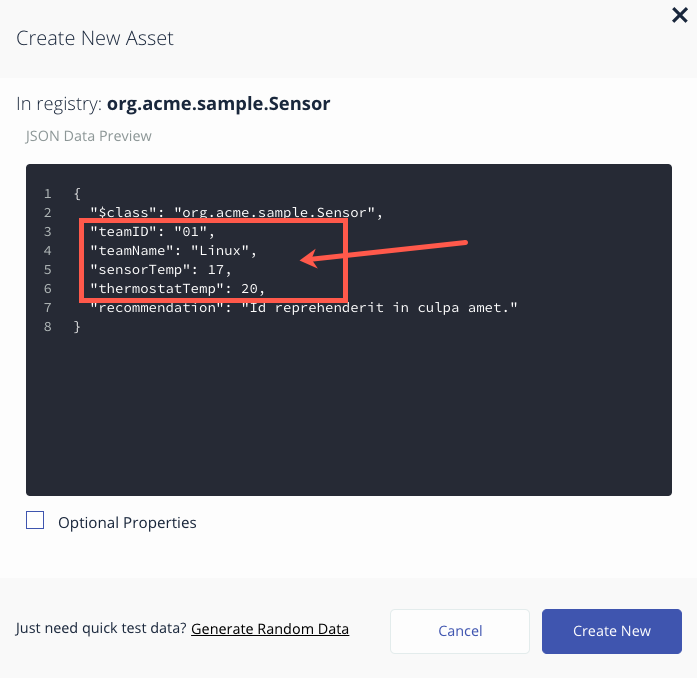 Create New Asset
In registry: org.acme.sample.Sensor
JSON Data Preview
1 {
2 "$class": "org.acme.sample.Sensor",
3 "teamID": "01",
4 "teamName": "Linux",
5 "sensorTemp": 17,
6 "thermostatTemp": 20,
7 "recommendation": "Id reprehenderit in culpa amet."
8 }
Optional Properties
Just need quick test data? Generate Random Data
Cancel
Create New